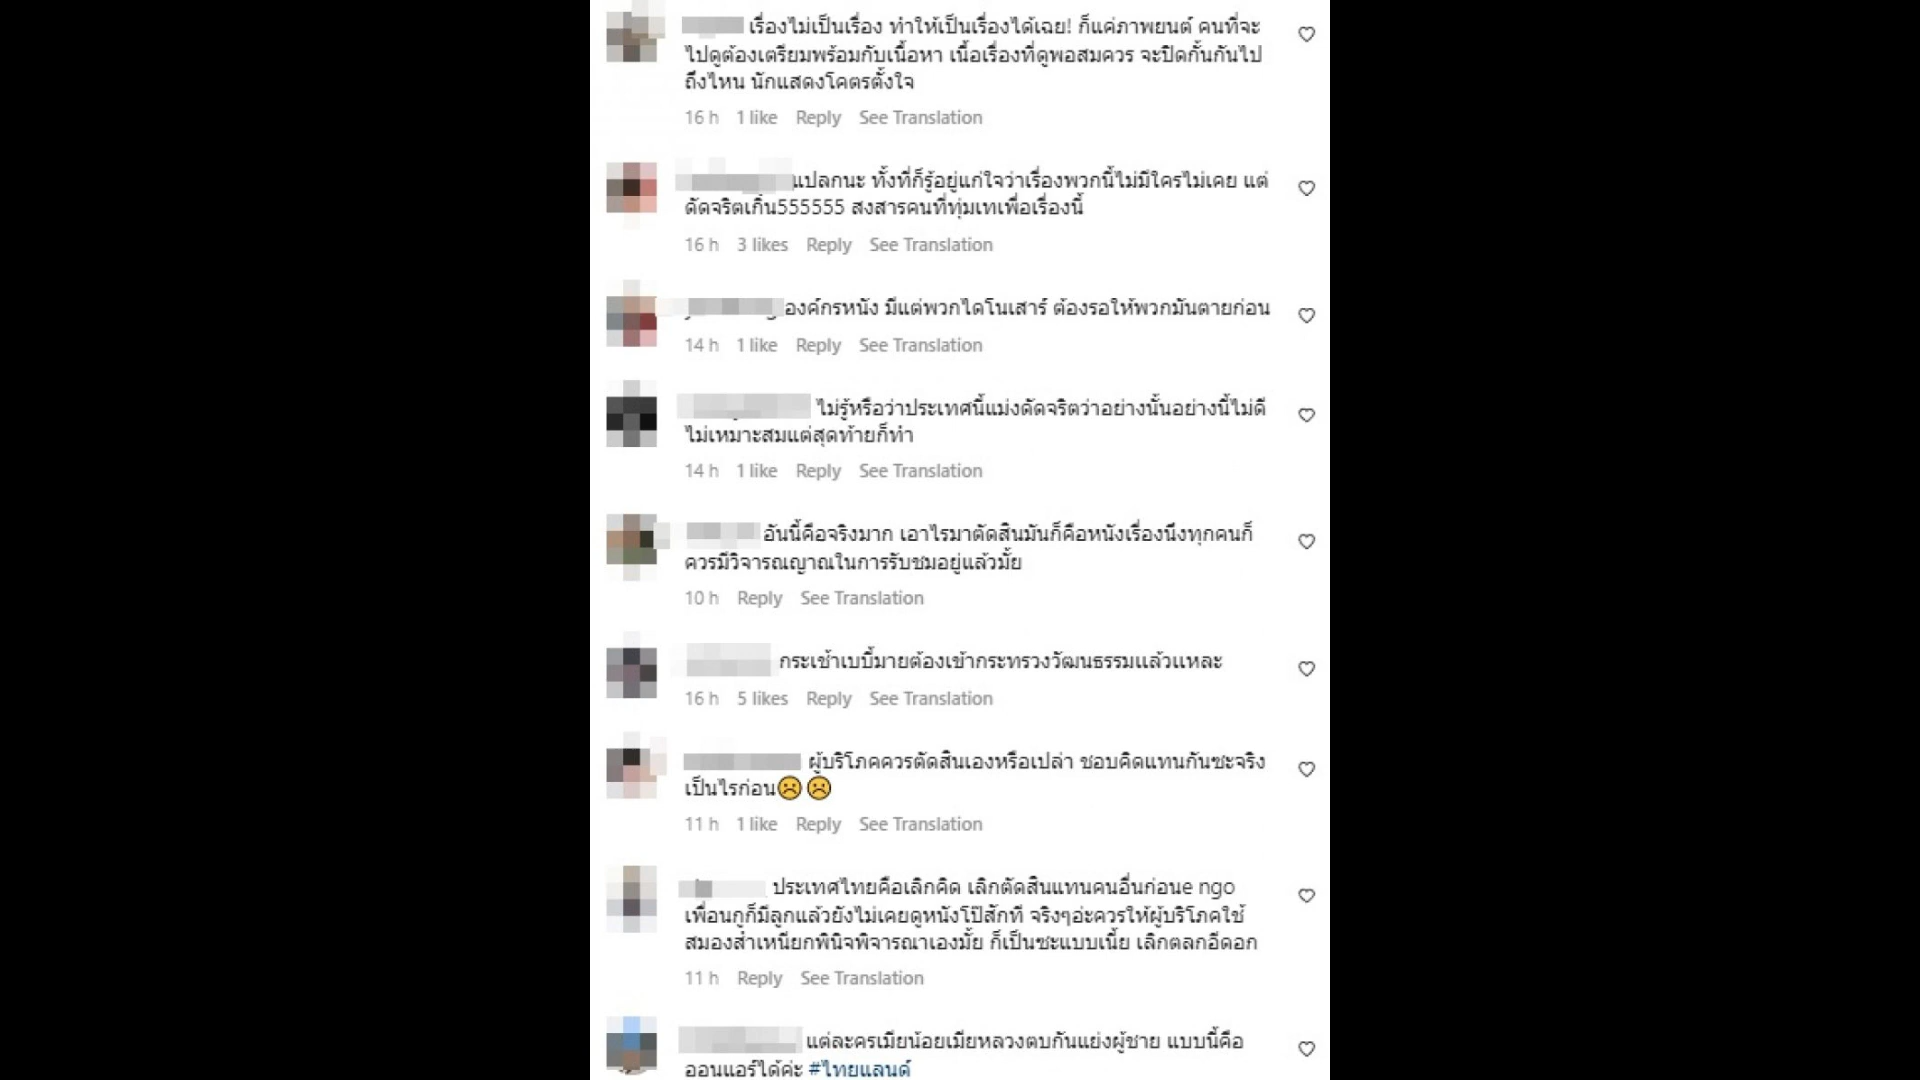 เรื่องไม่เป็นเรื่อง ทำให้เป็นเรื่องได้เฉย! ก็แค่ภาพยนต์ คนที่จะ
ไปดูต้องเตรียมพร้อมกับเนื้อหา เนื้อเรื่องที่ดูพอสมควร จะปิดกั้นกันไป
ถึงไหน นักแสดงโคตรตั้งใจ
16 h 1 like Reply See Translation
แปลกนะ ทั้งที่ก็รู้อยู่แก่ใจว่าเรื่องพวกนี้ไม่มีใครไม่เคย แต่
ดัดจริตเกิ๊น555555 สงสารคนที่ทุ่มเทเพื่อเรื่องนี้
16 h 3 likes Reply See Translation
องค์กรหนัง มีแต่พวกไดโนเสาร์ ต้องรอให้พวกมันตายก่อน
14 h 1 like Reply See Translation
ไม่รู้หรือว่าประเทศนี้แม่งดัดจริตว่าอย่างนั้นอย่างนี้ไม่ดี
ไม่เหมาะสมแต่สุดท้ายก็ทำ
14 h 1 like Reply See Translation
อันนี้คือจริงมาก เอาไรมาตัดสินมันก็คือหนังเรื่องนึงทุกคนก็
ควรมีวิจารณญาณในการรับชมอยู่แล้วมั้ย
10 h Reply See Translation
กระเช้าเบบี้มายต้องเข้ากระทรวงวัฒนธรรมแล้วแหละ
16 h 5 likes Reply See Translation
ผู้บริโภคควรตัดสินเองหรือเปล่า ชอบคิดแทนกันซะจริง
เป็นไรก่อน☹️☹️
11 h 1 like Reply See Translation
ประเทศไทยคือเลิกคิด เลิกตัดสินแทนคนอื่นก่อนe ngo
เพื่อนกูก็มีลูกแล้วยังไม่เคยดูหนังโป๊สักที จริงๆอ่ะควรให้ผู้บริโภคใช้
สมองสำเหนียกพินิจพิจารณาเองมั้ย ก็เป็นซะแบบเนี้ย เลิกตลกอีดอก
11 h Reply See Translation
แต่ละครเมียน้อยเมียหลวงตบกันแย่งผู้ชาย แบบนี้คือ
ออนแอร์ได้ค่ะ #ไทยแลนด์